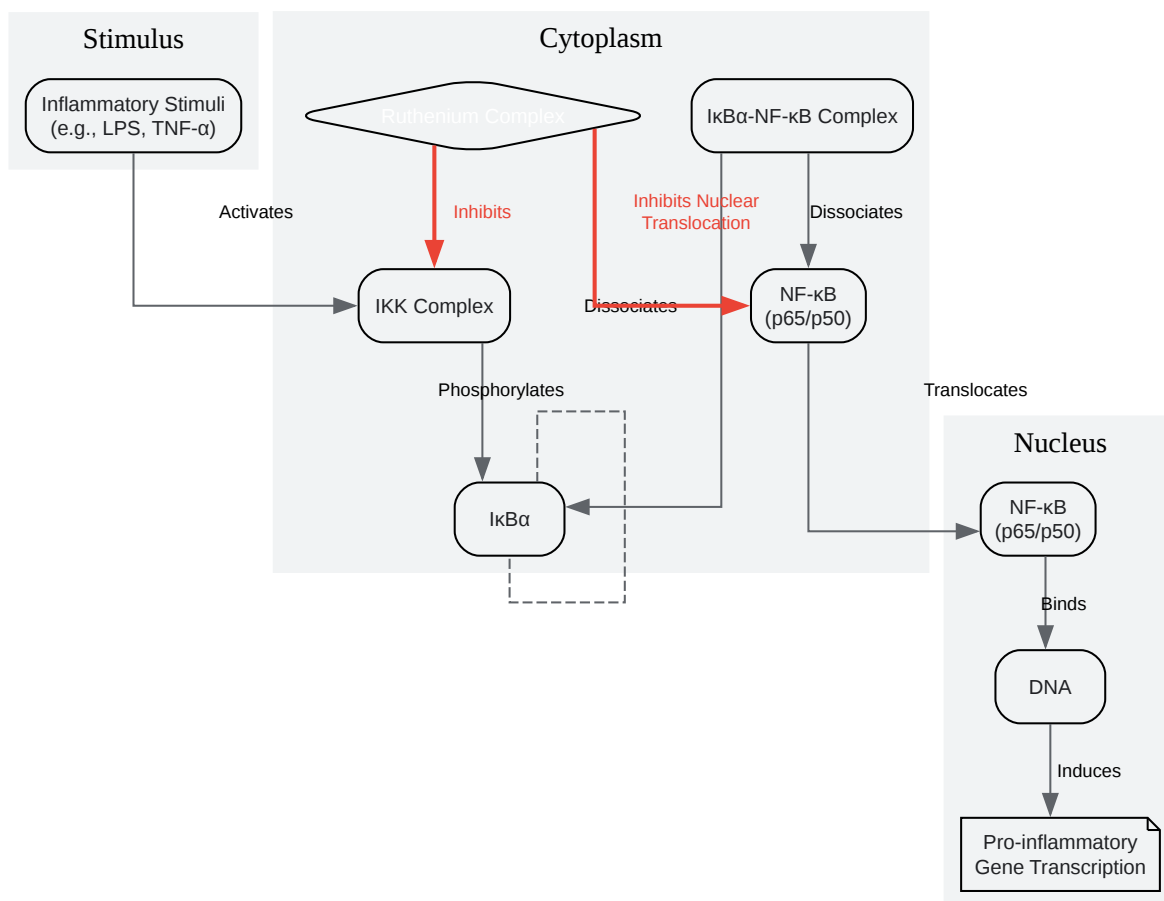 Stimulus
Cytoplasm
Inflammatory Stimuli
(e.g., LPS, TNF-α)
Ruthenium Complex
IκBα-NF-κB Complex
Activates
Inhibits
Inhibits Nuclear
Translocation
Dissociates
IKK Complex
Dissociates
NF-κB
(p65/p50)
Phosphorylates
Translocates
Nucleus
IκBα
NF-κB
(p65/p50)
Binds
DNA
Induces
Pro-inflammatory
Gene Transcription